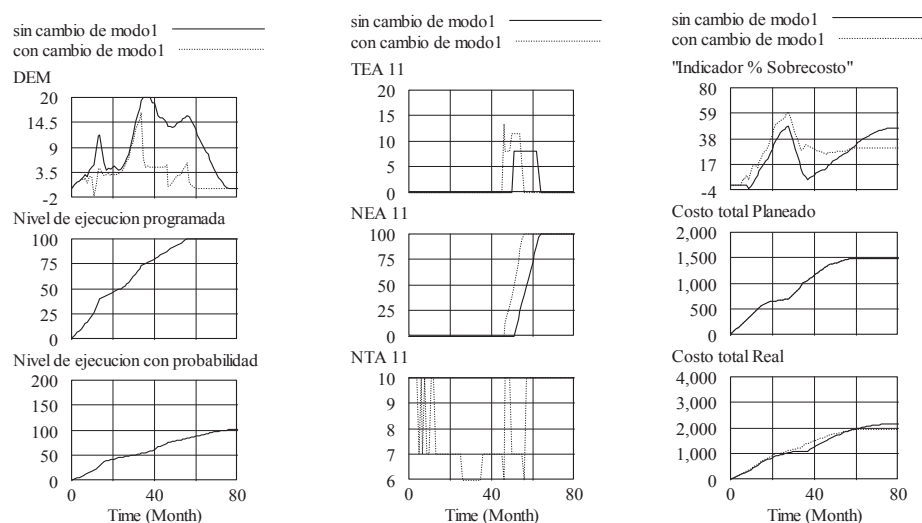 sin cambio de modo1
con cambio de modo1
DEM
20
14.5
9
3.5
-2
Nivel de ejecucion programada
100
75
50
25
0
Nivel de ejecucion con probabilidad
200
150
100
50
0
0 40 80
Time (Month)
sin cambio de modo1
con cambio de modo1
TEA 11
20
15
10
5
0
NEA 11
100
75
50
25
0
NTA 11
10
9
8
7
6
0 40 80
Time (Month)
sin cambio de modo1
con cambio de modo1
"Indicador % Sobrecosto"
80
59
38
17
-4
Costo total Planeado
2,000
1,500
1,000
500
0
Costo total Real
4,000
3,000
2,000
1,000
0
0 40 80
Time (Month)